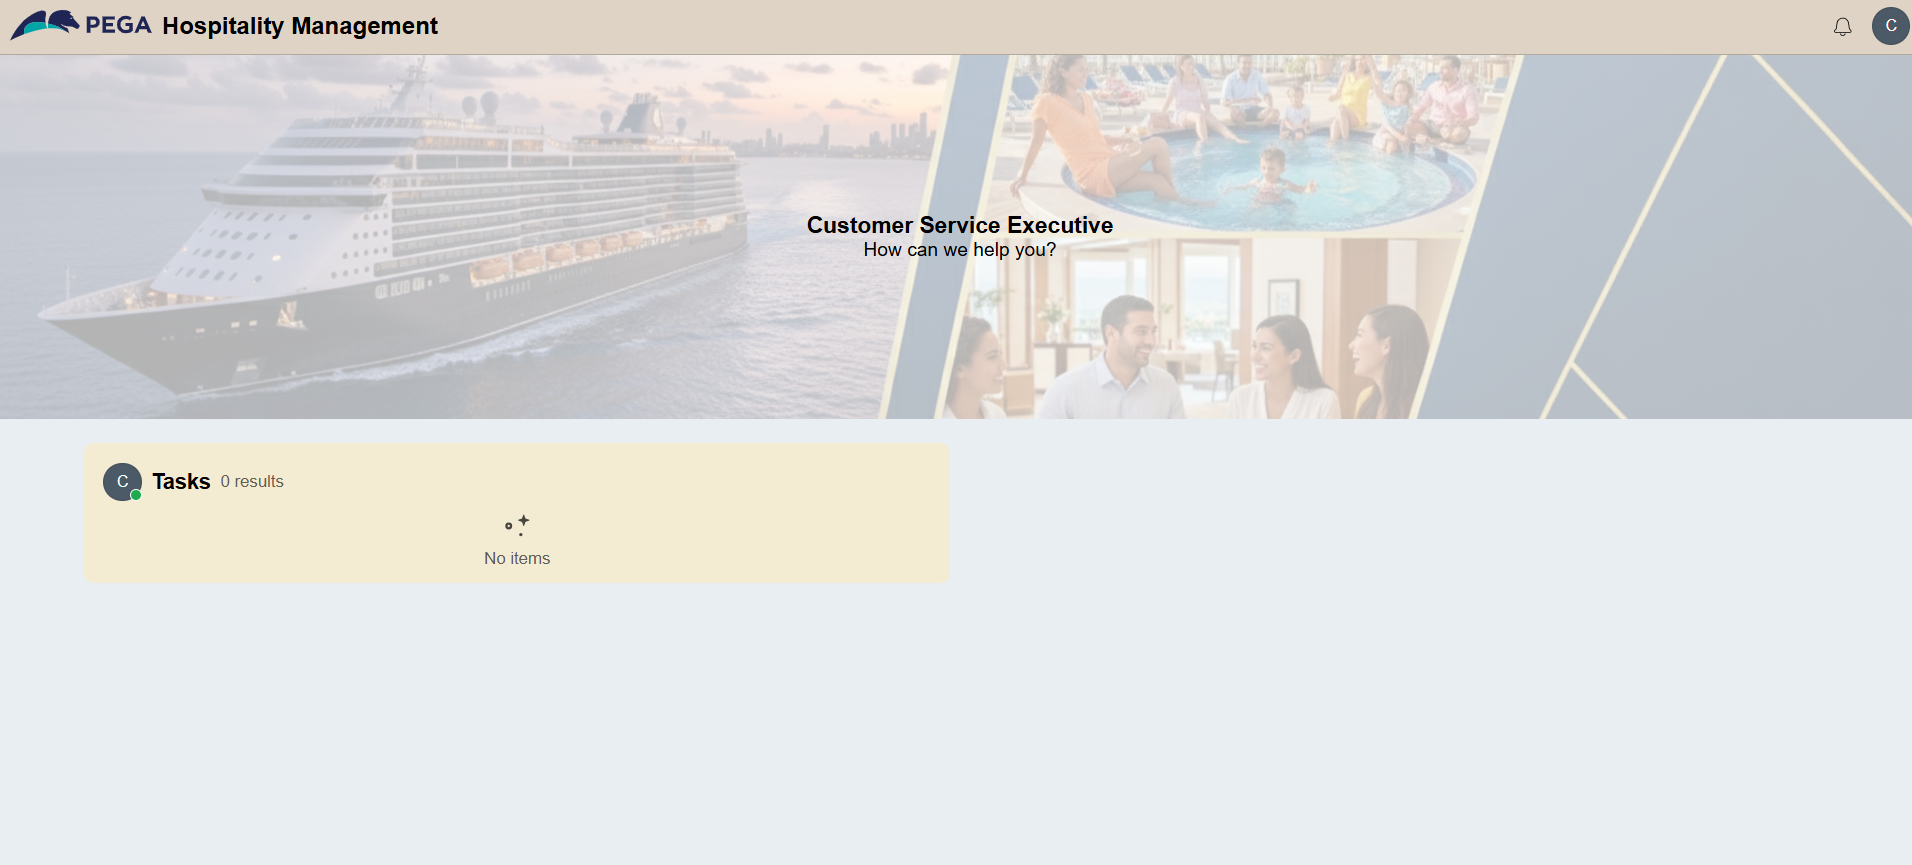 PEGA Hospitality Management
C
Customer Service Executive
How can we help you?
C
Tasks 0 results
No items